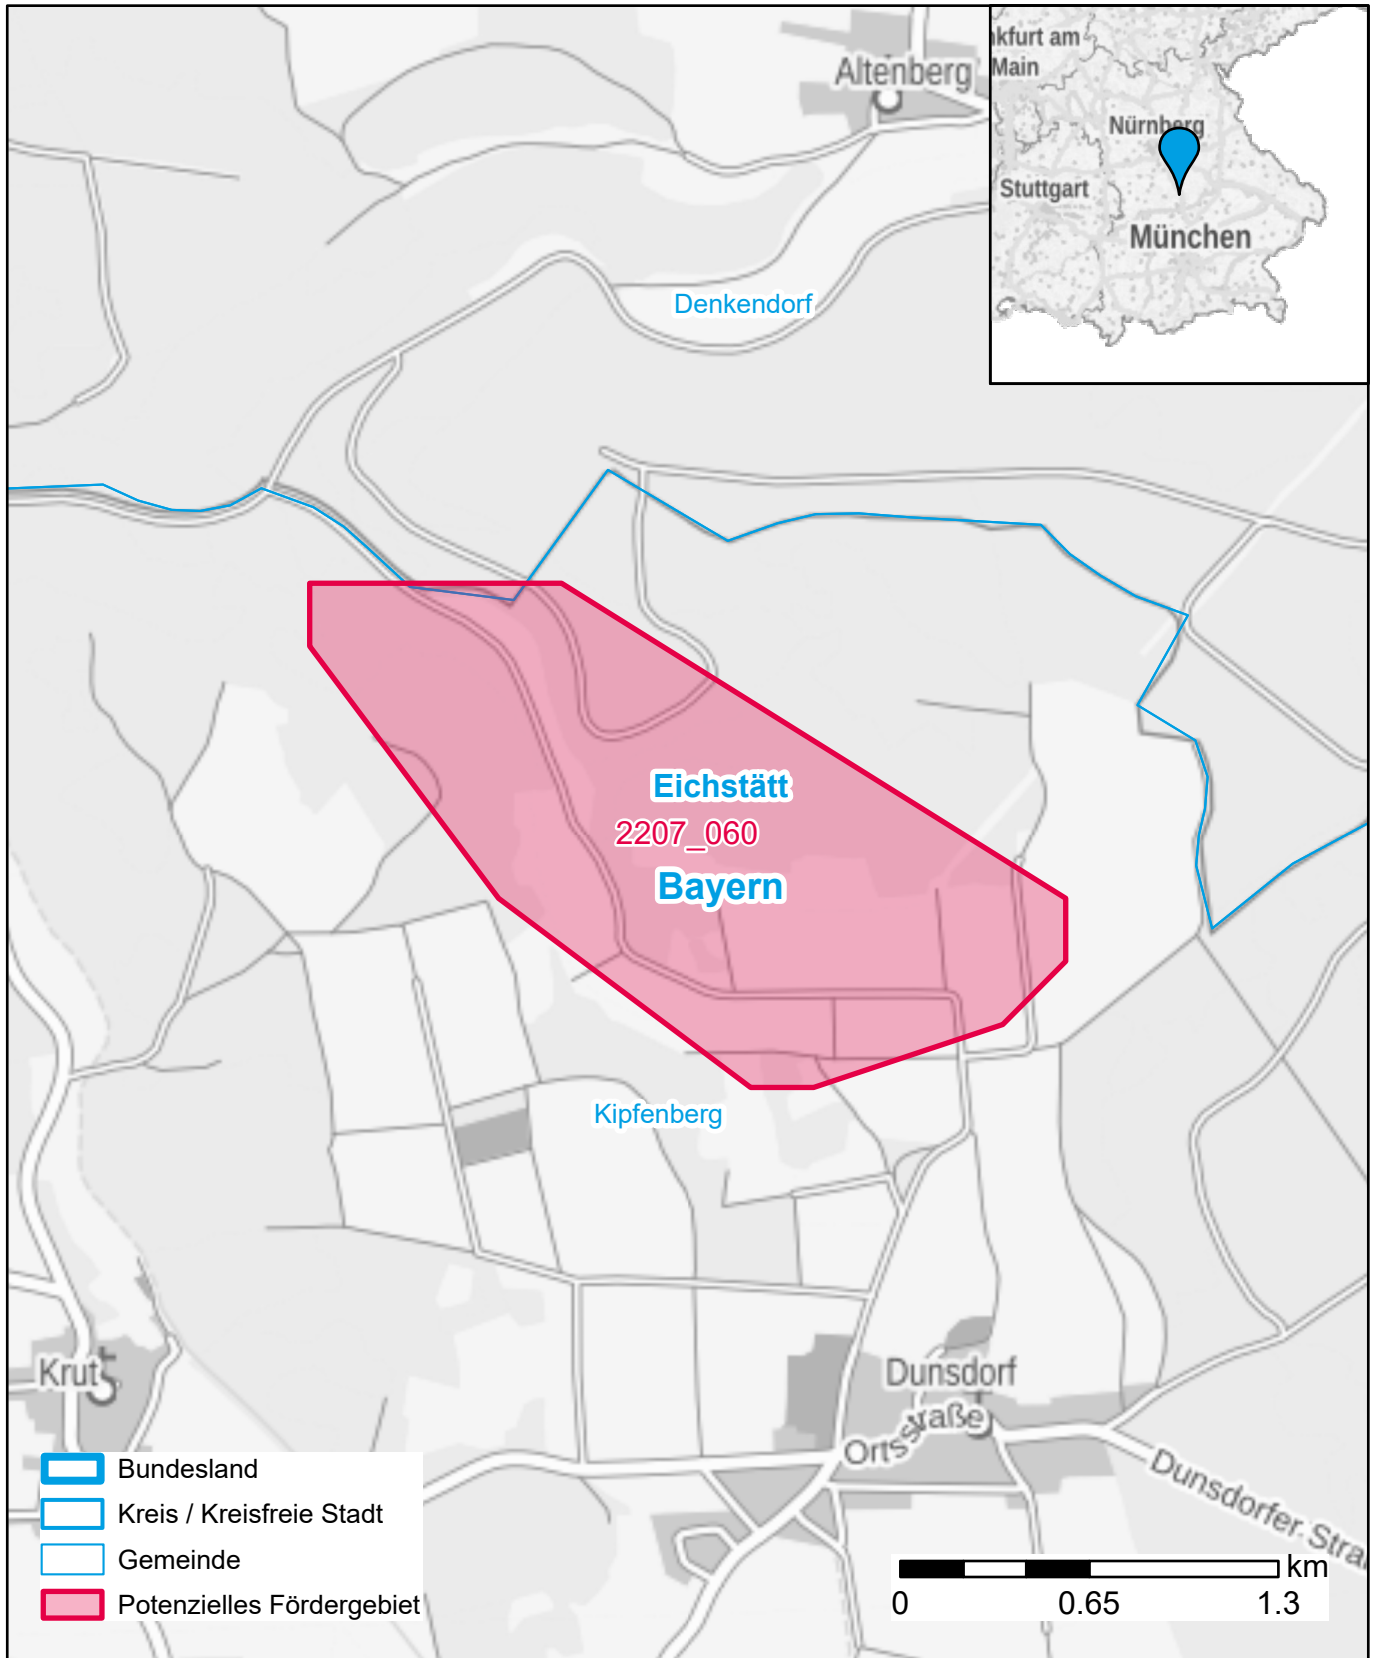 Altenberg
nkfurt am
Main
Nürnberg
Stuttgart
München
Denkendorf
Eichstätt
2207_060
Bayern
Kipfenberg
Krut
Dunsdorf
Ortsstraße
Dunsdorfer Stra
Bundesland
Kreis / Kreisfreie Stadt
Gemeinde
Potenzielles Fördergebiet
km
0 0.65 1.3